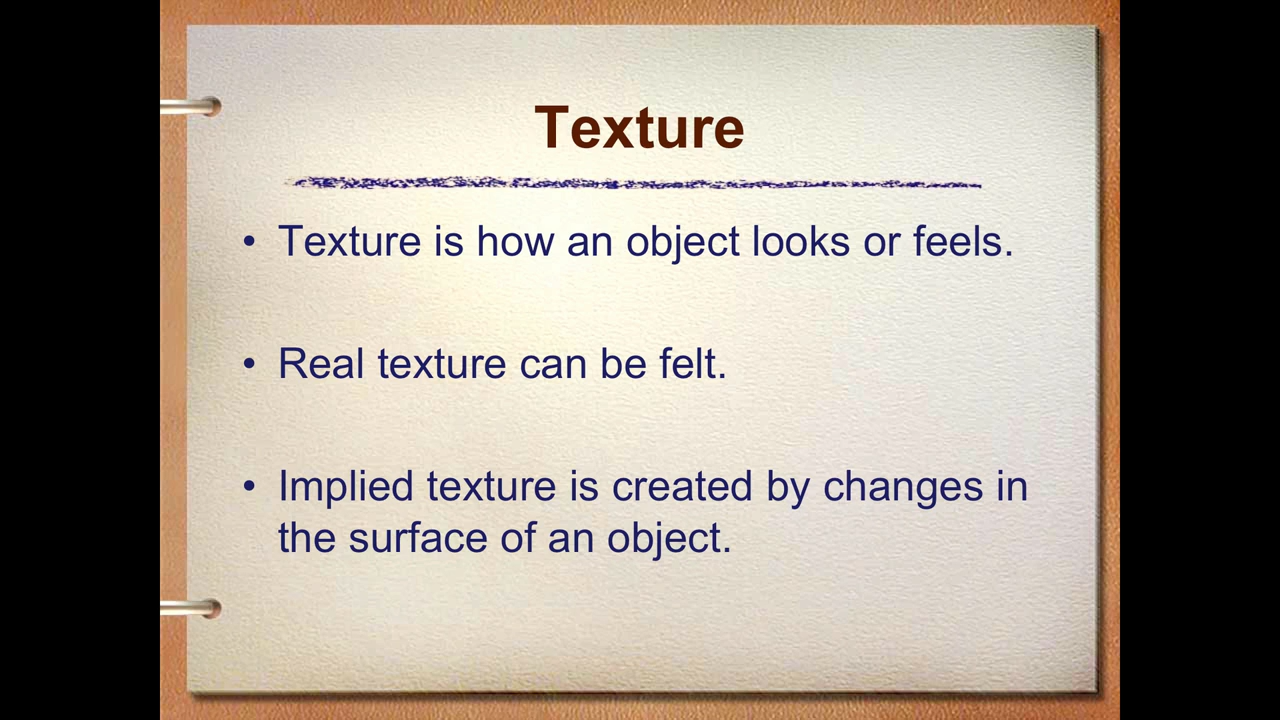 Texture
• Texture is how an object looks or feels.
• Real texture can be felt.
• Implied texture is created by changes in
the surface of an object.